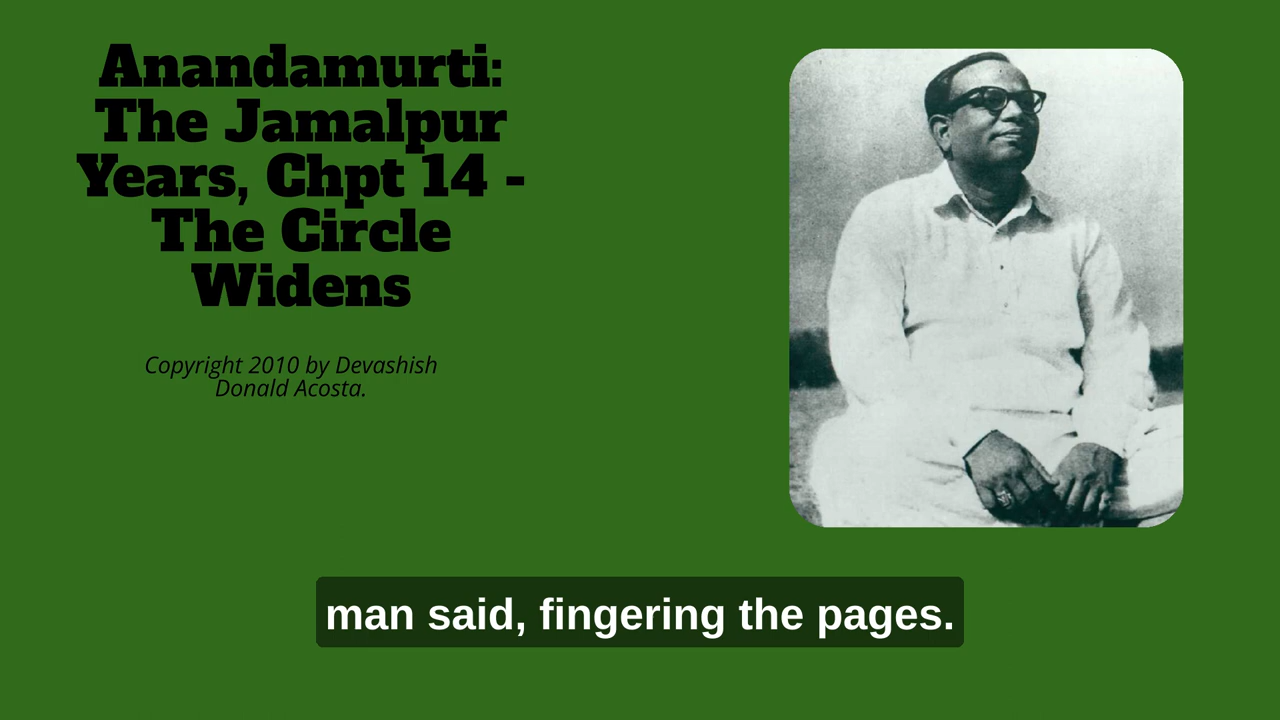 Anandamurti:
The Jamalpur
Years, Chpt 14 -
The Circle
Widens
Copyright 2010 by Devashish
Donald Acosta.
man said, fingering the pages.